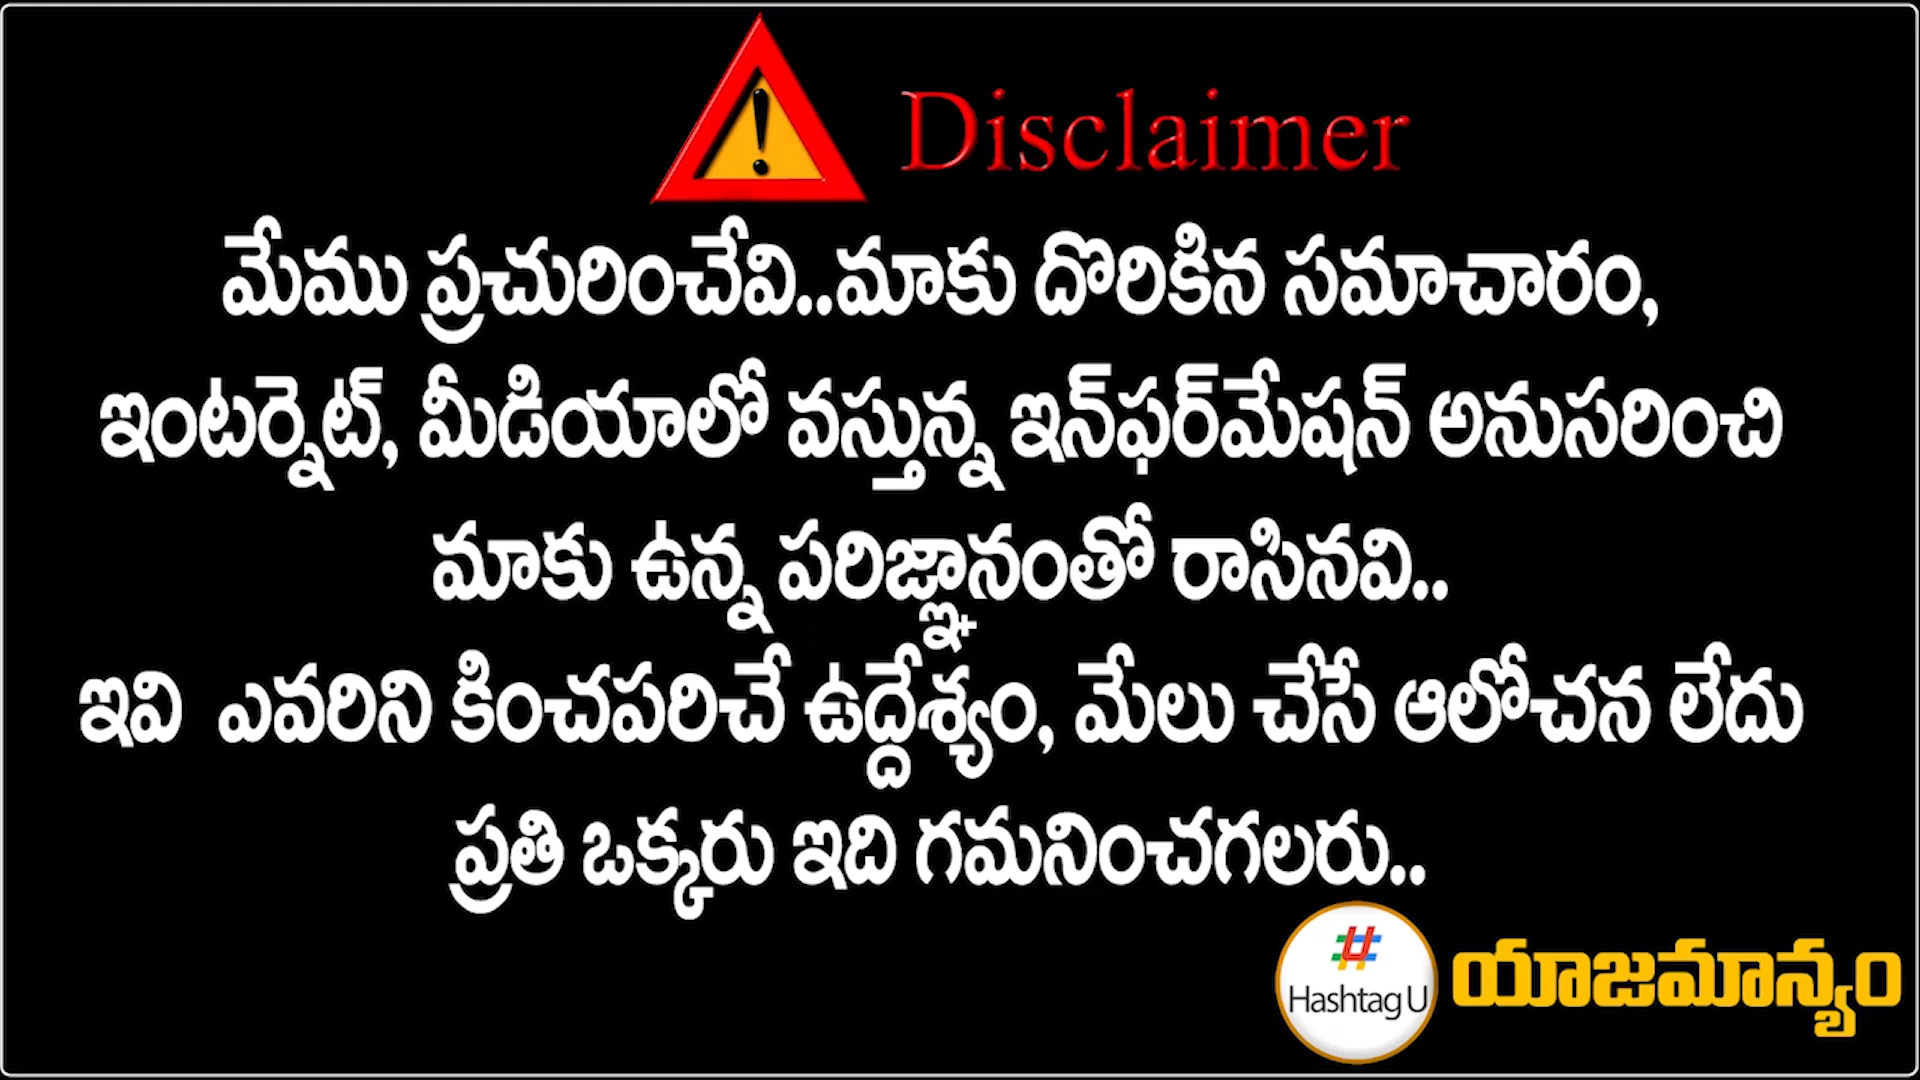 Disclaimer
మేము ప్రచురించేవి..మాకు దొరికిన సమాచారం,
ఇంటర్నెట్, మీడియాలో వస్తున్న ఇన్‌ఫర్‌మేషన్ అనుసరించి
మాకు ఉన్న పరిజ్ఞానంతో రాసినవి..
ఇవి ఎవరిని కించపరిచే ఉద్దేశ్యం, మేలు చేసే ఆలోచన లేదు
ప్రతి ఒక్కరు ఇది గమనించగలరు..
#
Hashtag U యాజమాన్యం